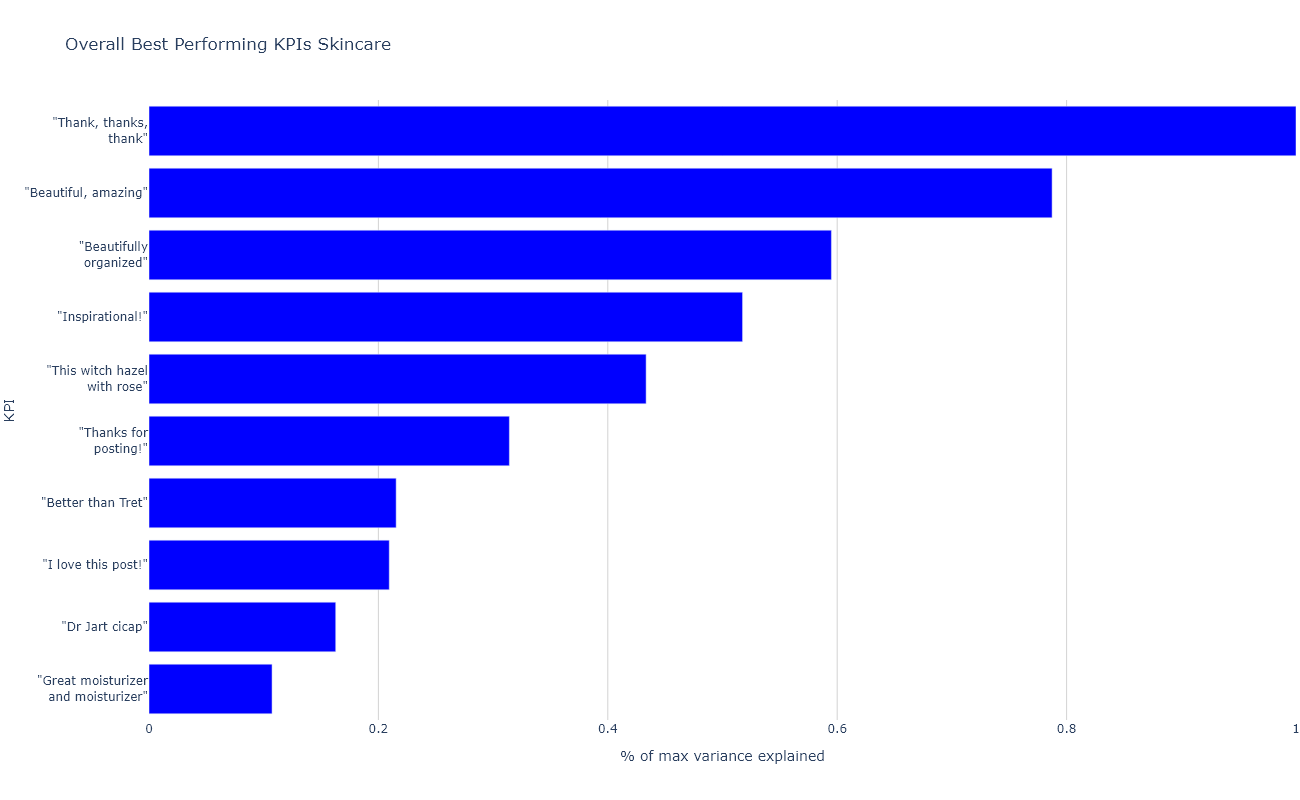 Overall Best Performing KPIs Skincare
"Thank, thanks,
thank"
"Beautiful, amazing"
"Beautifully
organized"
"Inspirational!"
"This witch hazel
with rose"
"Thanks for
posting!"
"Better than Tret"
"I love this post!"
"Dr Jart cicap"
"Great moisturizer
and moisturizer"
KPI
0 0.2 0.4 0.6 0.8 1
% of max variance explained